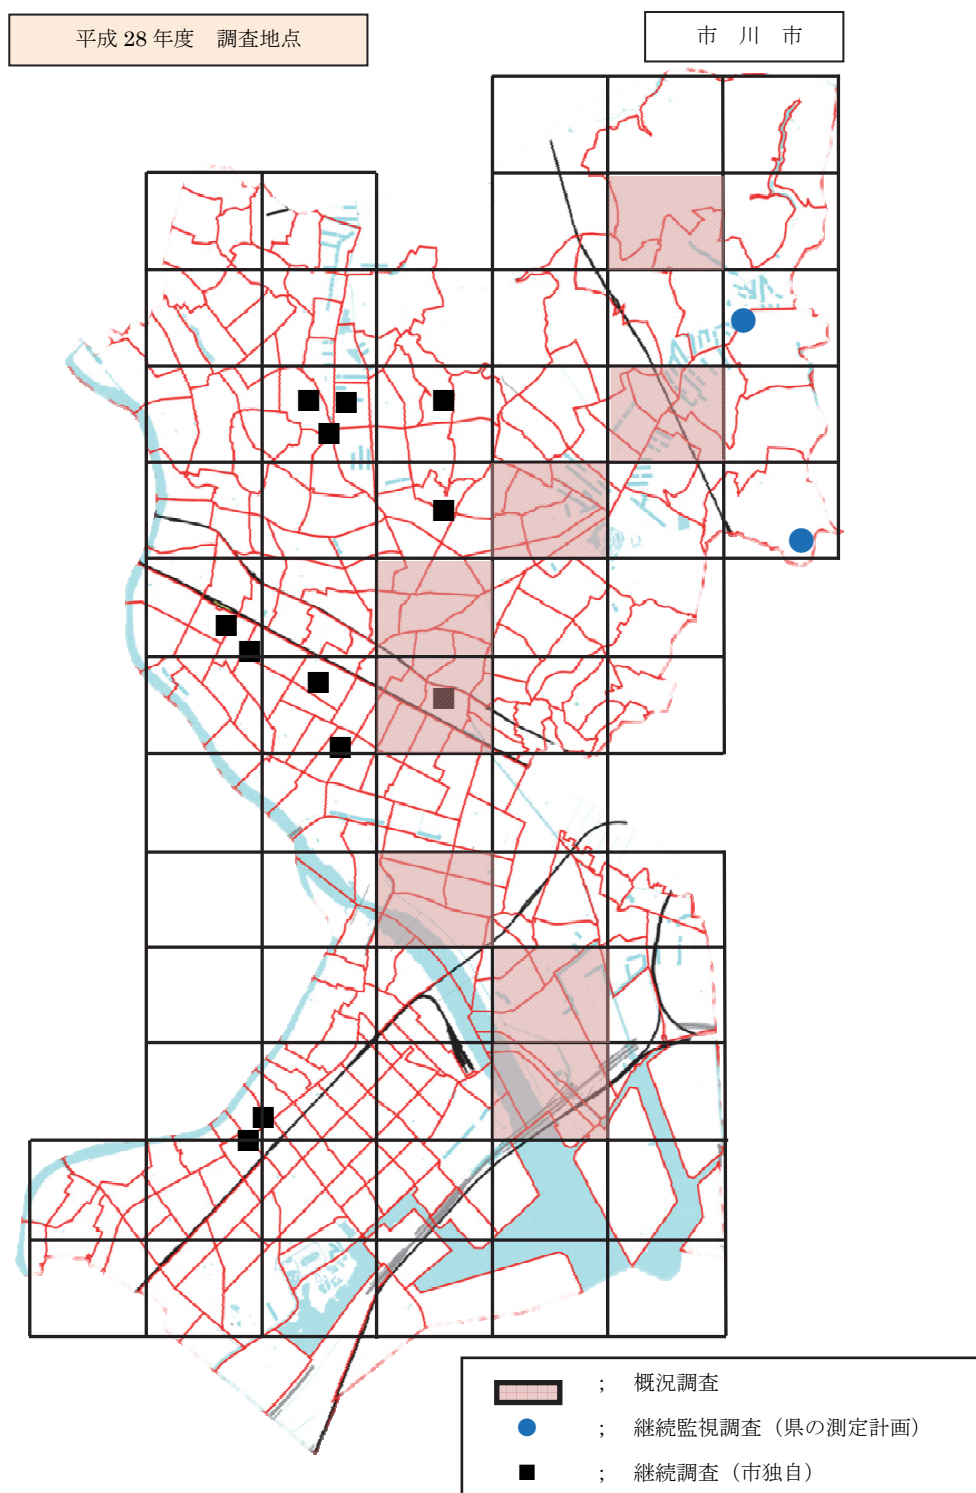 平成 28 年度　調査地点
市　川　市
；　概況調査
；　継続監視調査（県の測定計画）
；　継続調査（市独自）